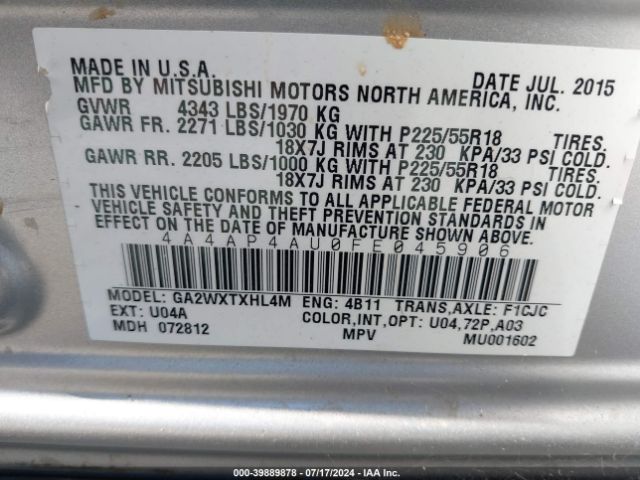 MADE IN U.S.A. DATE JUL. 2015
MFD BY MITSUBISHI MOTORS NORTH AMERICA, INC.
GVWR 4343 LBS/1970 KG
GAWR FR. 2271 LBS/1030 KG WITH P225/55R18 TIRES.
18X7J RIMS AT 230 KPA/33 PSI COLD.
GAWR RR. 2205 LBS/1000 KG WITH P225/55R18 TIRES.
18X7J RIMS AT 230 KPA/33 PSI COLD.
THIS VEHICLE CONFORMS TO ALL APPLICABLE FEDERAL MOTOR
VEHICLE SAFETY AND THEFT PREVENTION STANDARDS IN
EFFECT ON THE DATE OF MANUFACTURE SHOWN ABOVE.
4A4AP4AU0FE045906
MODEL: GA2WXTXHL4M ENG: 4B11 TRANS,AXLE: F1CJC
EXT: U04A COLOR,INT,OPT: U04,72P,A03
MDH 072812 MPV MU001602
000-39889878 - 07/17/2024 - IAA Inc.